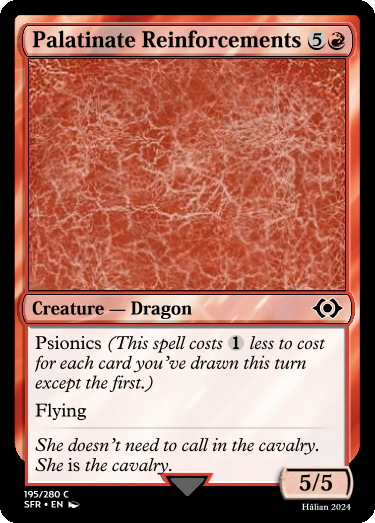 Palatinate Reinforcements 5
Creature — Dragon
Psionics (This spell costs 1 less to cost
for each card you've drawn this turn
except the first.)
Flying
She doesn't need to call in the cavalry.
She is the cavalry.
5/5
195/280 C
SFR • EN
Hālian 2024